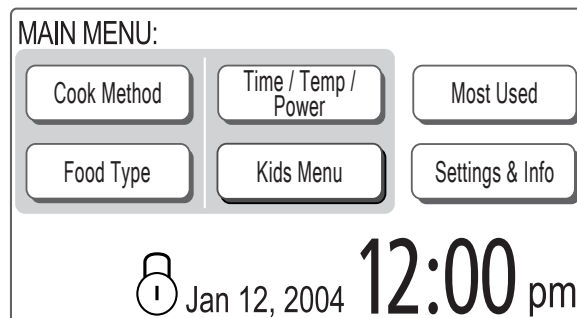 MAIN MENU:
Cook Method
Time / Temp /
Power
Most Used
Food Type
Kids Menu
Settings & Info
Jan 12, 2004 12:00 pm